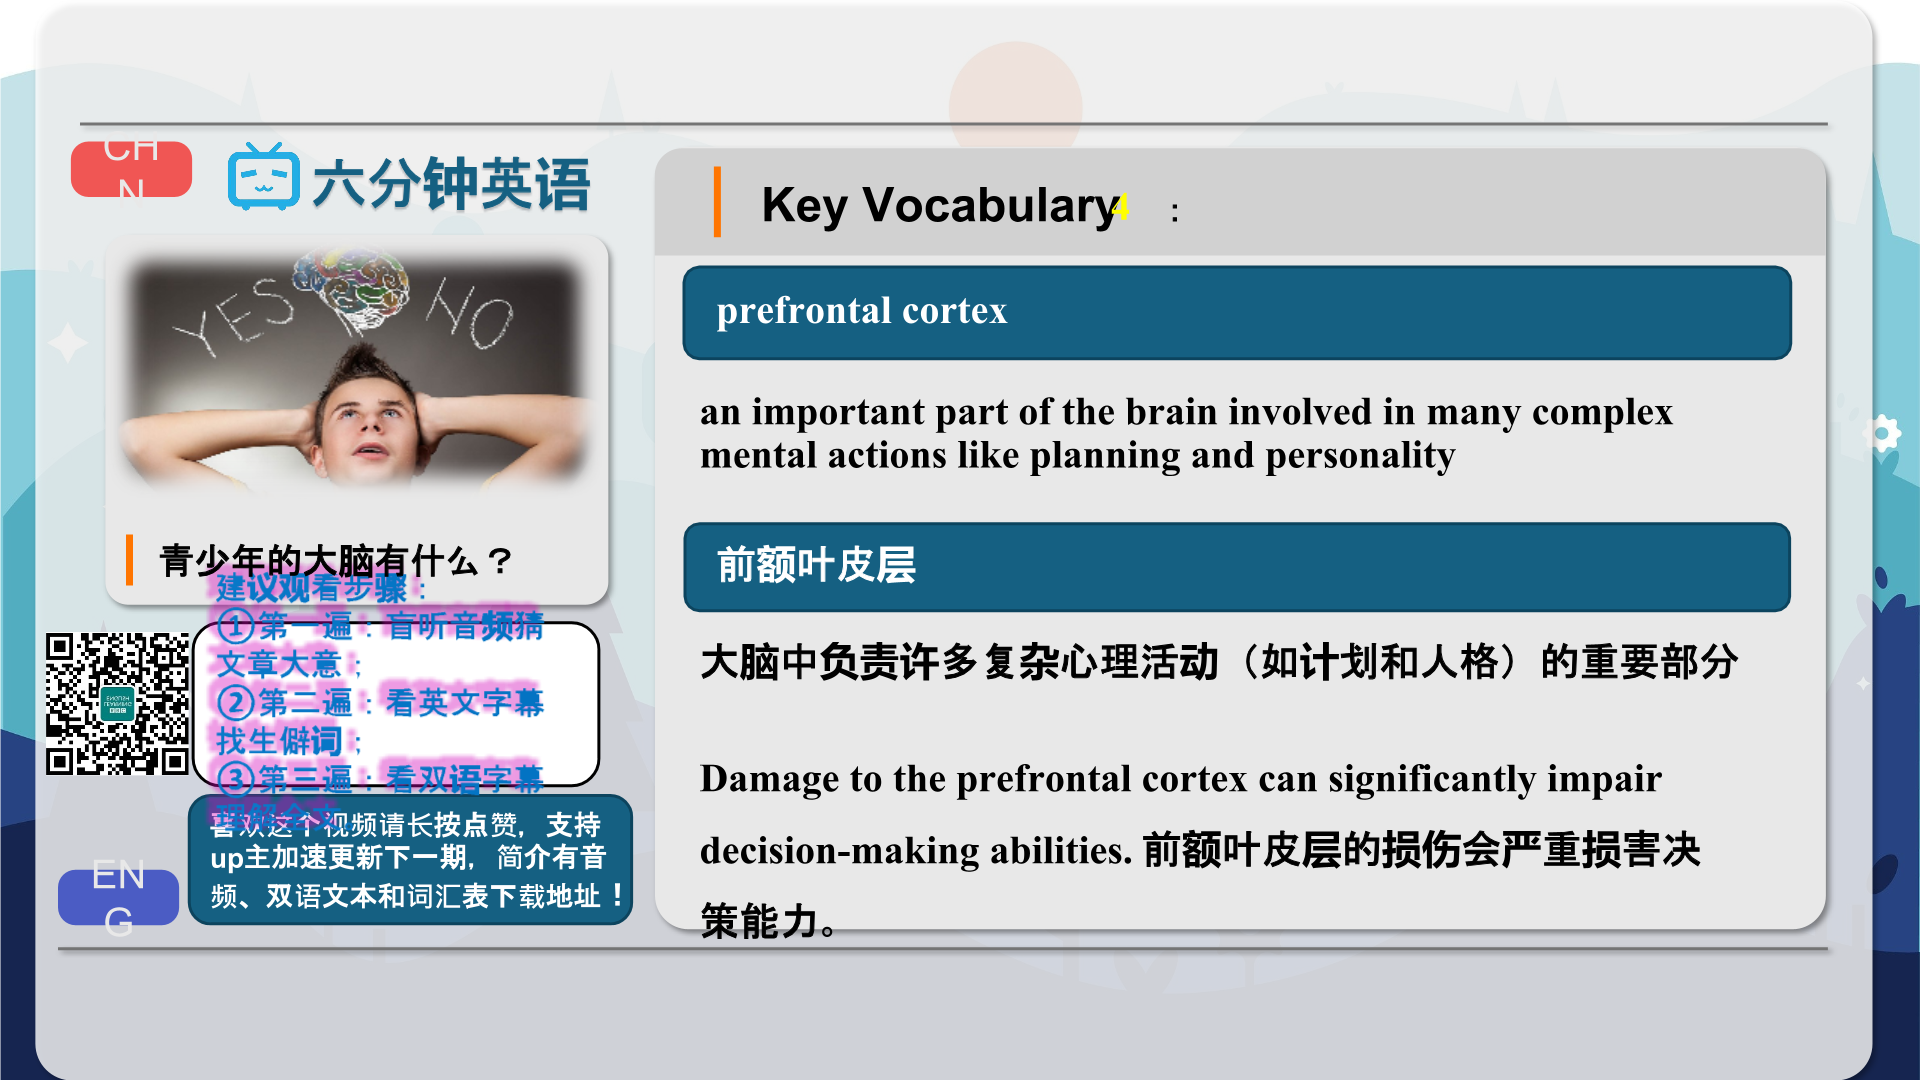 CH
N
六分钟英语
YES NO
青少年的大脑有什么？
建议观看步骤：
①第一遍：盲听音频猜
文章大意；
②第二遍：看英文字幕
找生僻词；
③第三遍：看双语字幕
理解全文。
喜欢这个视频请长按点赞，支持
up主加速更新下一期，简介有音
频、双语文本和词汇表下载地址！
EN
G
Key Vocabulary4 ：
prefrontal cortex
an important part of the brain involved in many complex
mental actions like planning and personality
前额叶皮层
大脑中负责许多复杂心理活动（如计划和人格）的重要部分
Damage to the prefrontal cortex can significantly impair
decision-making abilities. 前额叶皮层的损伤会严重损害决
策能力。